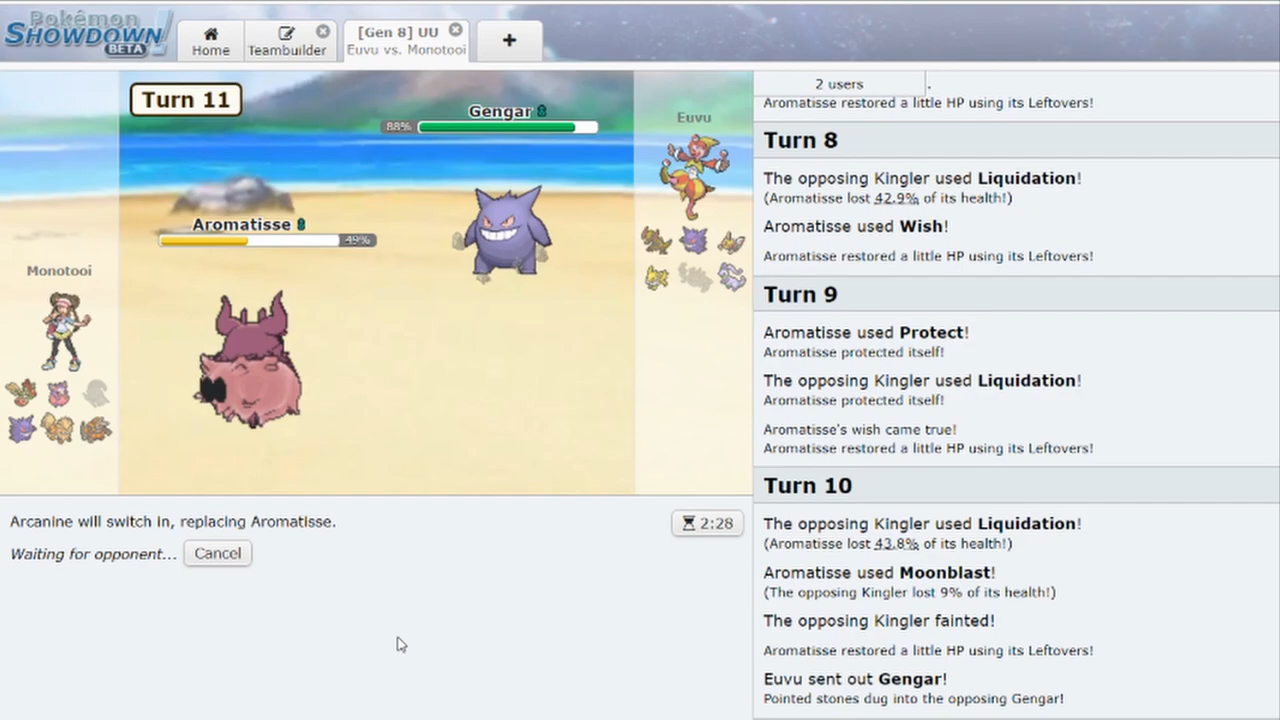 Pokémon
SHOWDOWN!
BETA
Home
Teambuilder
[Gen 8] UU
Euvu vs. Monotooi
+
Turn 11
Gengar
88%
Euvu
Aromatisse
49%
Monotooi
Arcanine will switch in, replacing Aromatisse.
2:28
Waiting for opponent... Cancel
2 users
Aromatisse restored a little HP using its Leftovers!
Turn 8
The opposing Kingler used Liquidation!
(Aromatisse lost 42.9% of its health!)
Aromatisse used Wish!
Aromatisse restored a little HP using its Leftovers!
Turn 9
Aromatisse used Protect!
Aromatisse protected itself!
The opposing Kingler used Liquidation!
Aromatisse protected itself!
Aromatisse's wish came true!
Aromatisse restored a little HP using its Leftovers!
Turn 10
The opposing Kingler used Liquidation!
(Aromatisse lost 43.8% of its health!)
Aromatisse used Moonblast!
(The opposing Kingler lost 9% of its health!)
The opposing Kingler fainted!
Aromatisse restored a little HP using its Leftovers!
Euvu sent out Gengar!
Pointed stones dug into the opposing Gengar!